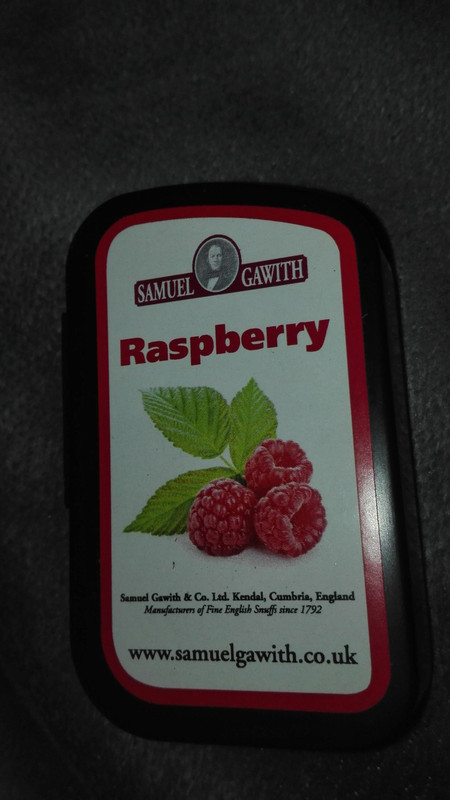 SAMUEL GAWITH
Raspberry
Samuel Gawith & Co. Ltd. Kendal, Cumbria, England
Manufacturers of Fine English Snuffs since 1792
www.samuelgawith.co.uk